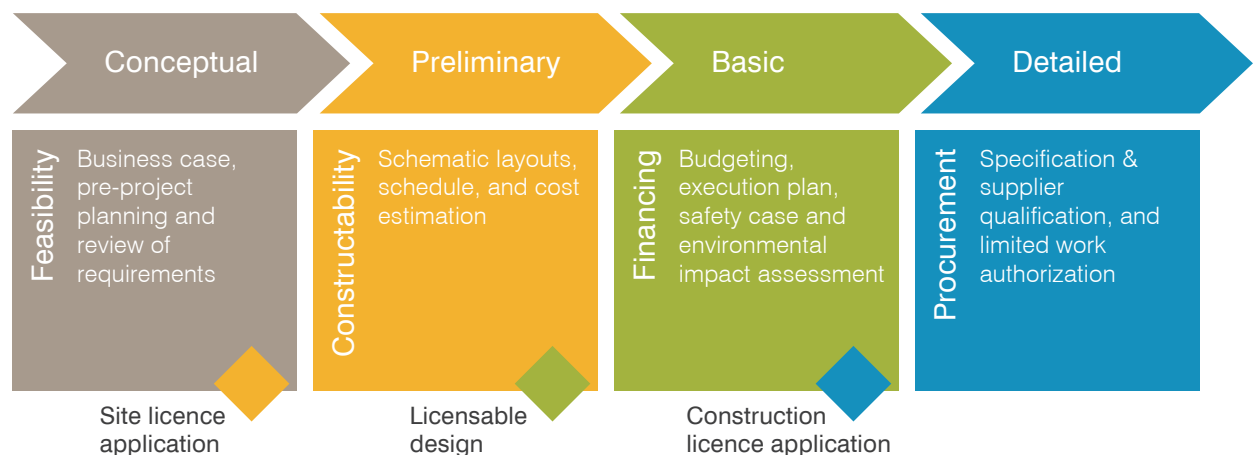 Conceptual
Preliminary
Basic
Detailed
Feasibility
Business case,
pre-project
planning and
review of
requirements
Constructability
Schematic layouts,
schedule, and cost
estimation
Financing
Budgeting,
execution plan,
safety case and
environmental
impact assessment
Procurement
Specification &
supplier
qualification, and
limited work
authorization
Site licence
application
Licensable
design
Construction
licence application